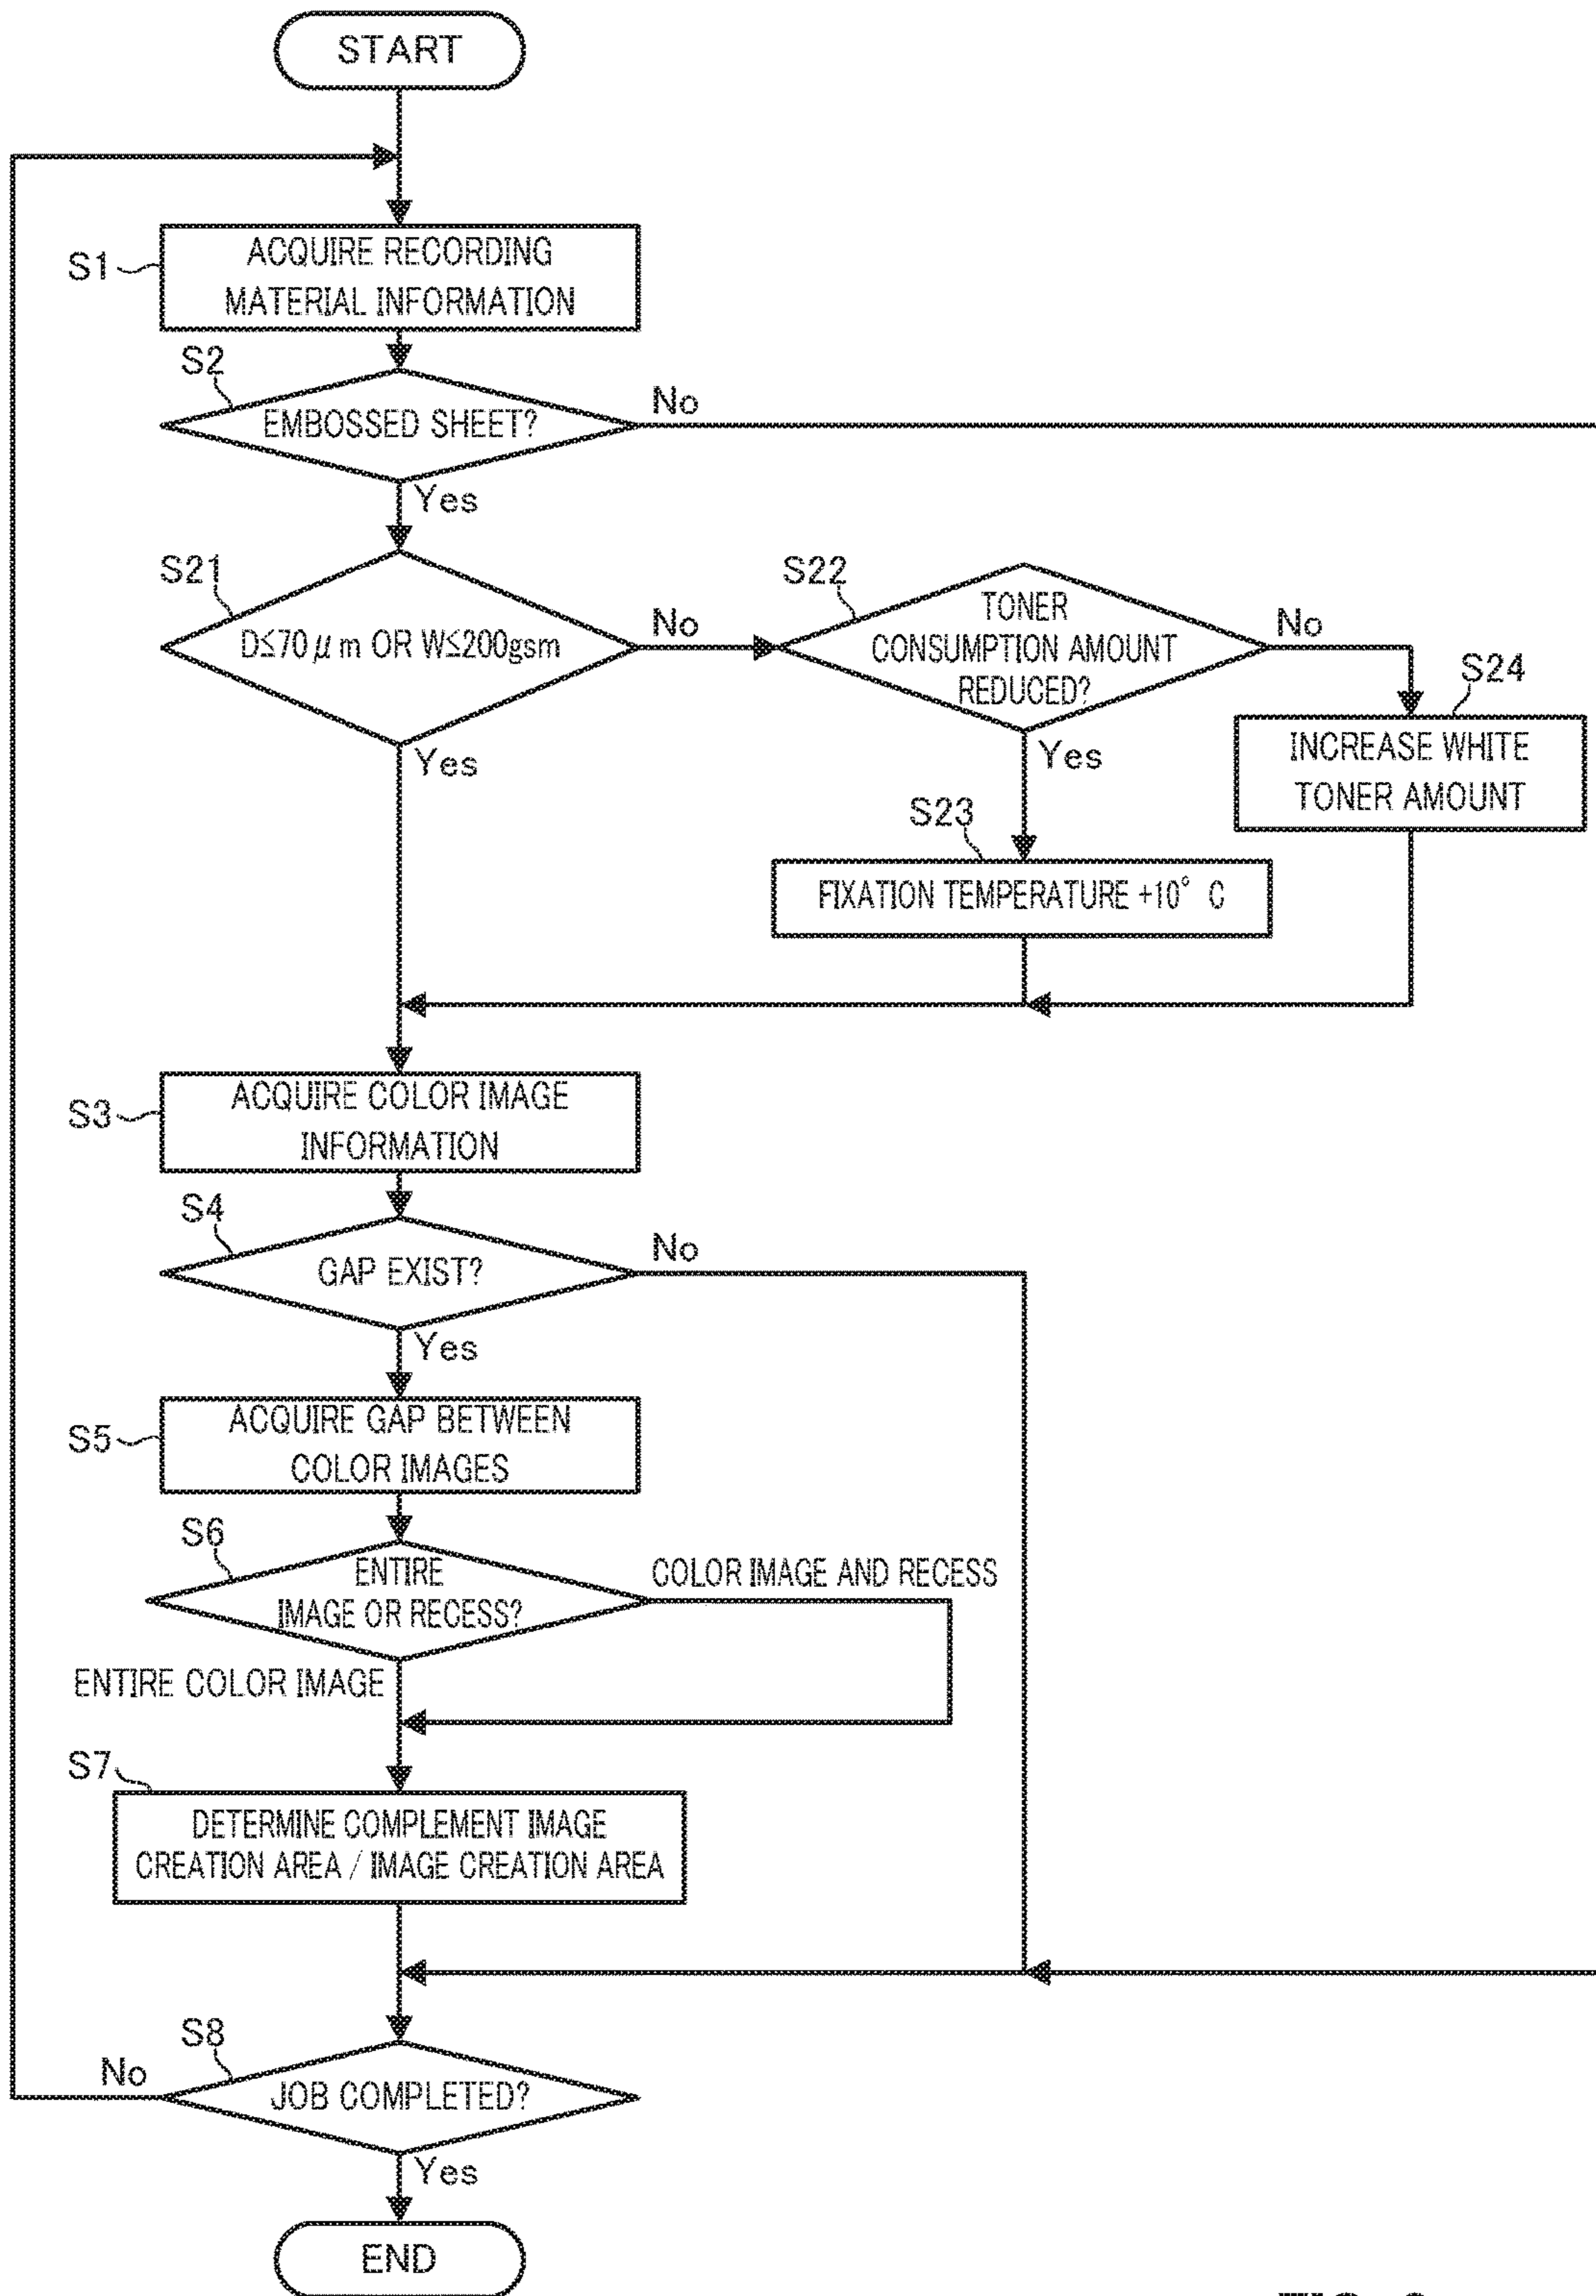 START
S1
ACQUIRE RECORDING
MATERIAL INFORMATION
S2
EMBOSSED SHEET?
No
Yes
S21
D≤70μm OR W≤200gsm
No
Yes
S22
TONER
CONSUMPTION AMOUNT
REDUCED?
No
Yes
S24
INCREASE WHITE
TONER AMOUNT
S23
FIXATION TEMPERATURE +10° C
S3
ACQUIRE COLOR IMAGE
INFORMATION
S4
GAP EXIST?
No
Yes
S5
ACQUIRE GAP BETWEEN
COLOR IMAGES
S6
ENTIRE
IMAGE OR RECESS?
COLOR IMAGE AND RECESS
ENTIRE COLOR IMAGE
S7
DETERMINE COMPLEMENT IMAGE
CREATION AREA / IMAGE CREATION AREA
S8
JOB COMPLETED?
No
Yes
END